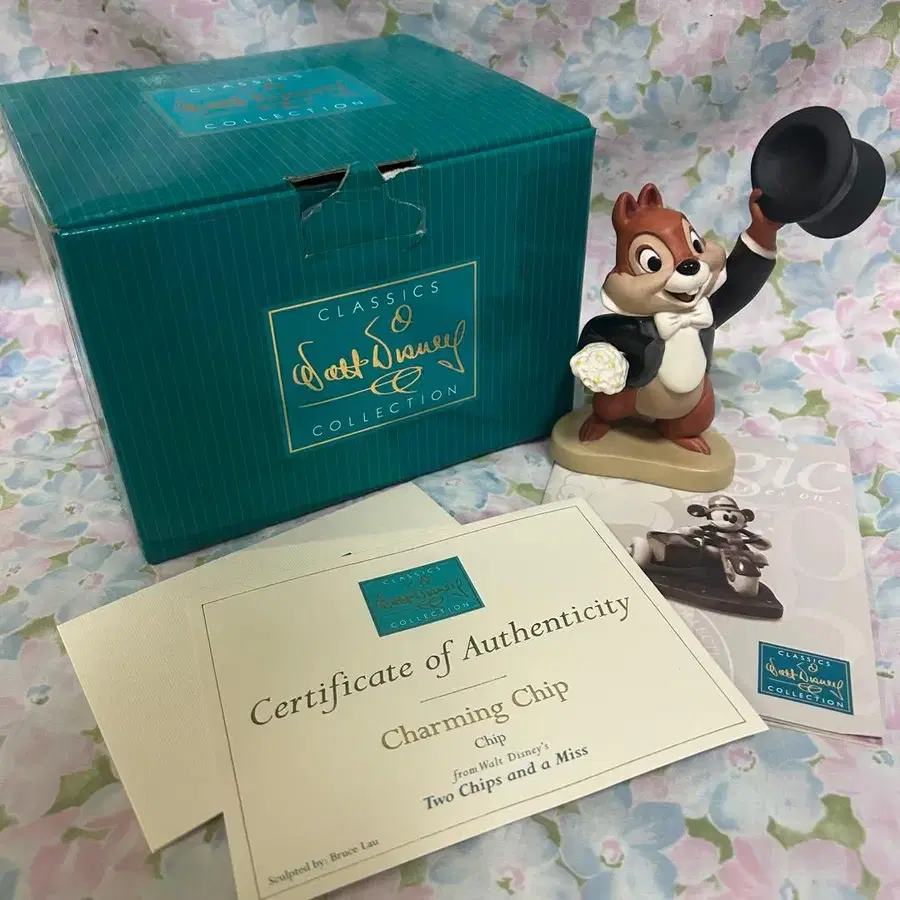 CLASSICS
Walt Disney
COLLECTION
CLASSICS
Walt Disney
COLLECTION
CLASSICS
Walt Disney
COLLECTION
Certificate of Authenticity
Charming Chip
Chip
from Walt Disney's
Two Chips and a Miss
Sculpted by: Bruce Lau
CLASSICS
Walt Disney
COLLECTION